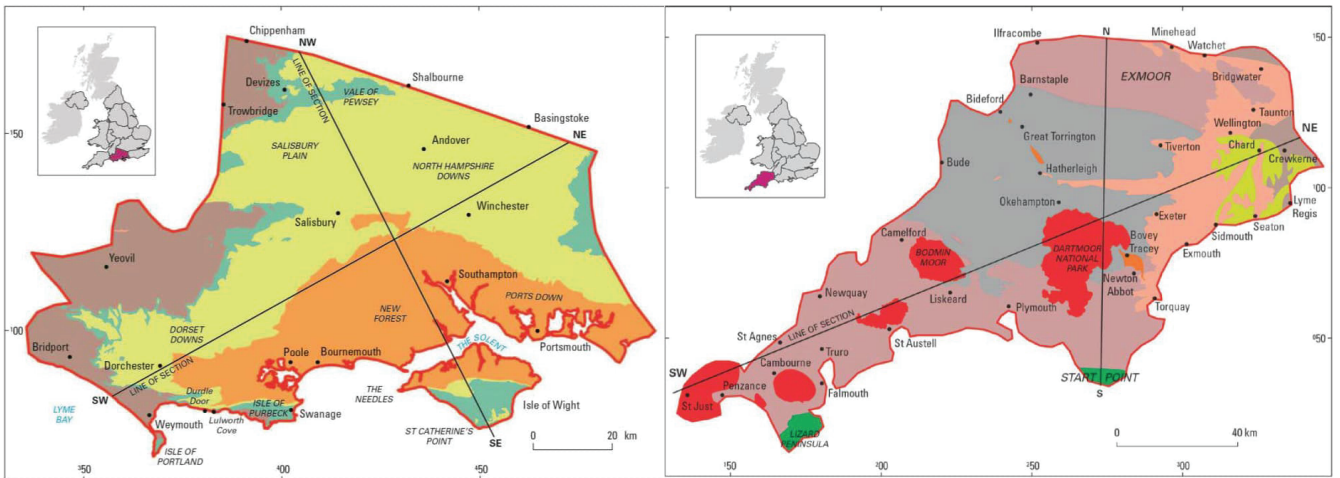 Chippenham
NW
LINE OF SECTION
Shalbourne
Devizes
VALE OF
PEWSEY
Trowbridge
Basingstoke
NE
150
SALISBURY
PLAIN
Andover
NORTH HAMPSHIRE
DOWNS
Winchester
Salisbury
Yeovil
Southampton
PORTS DOWN
NEW
FOREST
100
DORSET
DOWNS
THE SOLENT
Portsmouth
Bridport
Poole
Bournemouth
Dorchester
LINE OF SECTION
THE
NEEDLES
SW
Durdle
Door
ISLE OF
PURBECK
Swanage
Isle of Wight
LYME
BAY
Weymouth
Lulworth
Cove
ST CATHERINE'S
POINT
SE
ISLE OF
PORTLAND
0
20 km
350
400
450
250
300
350
400
150
Ilfracombe
N
Minehead
Watchet
EXMOOR
Bridgwater
Barnstaple
Bideford
Taunton
Wellington
NE
Great Torrington
Chard
Tiverton
Crewkerne
Bude
Hatherleigh
Okehampton
Lyme
Regis
Exeter
Seaton
Sidmouth
Camelford
Bovey
Tracey
BODMIN
MOOR
DARTMOOR
NATIONAL
PARK
Exmouth
Newton
Abbot
Newquay
Liskeard
Plymouth
Torquay
LINE OF SECTION
St Agnes
St Austell
50
Cambourne
Truro
SW
START POINT
Penzance
Falmouth
S
St Just
LIZARD
PENINSULA
0
40 km
150
200
250
300